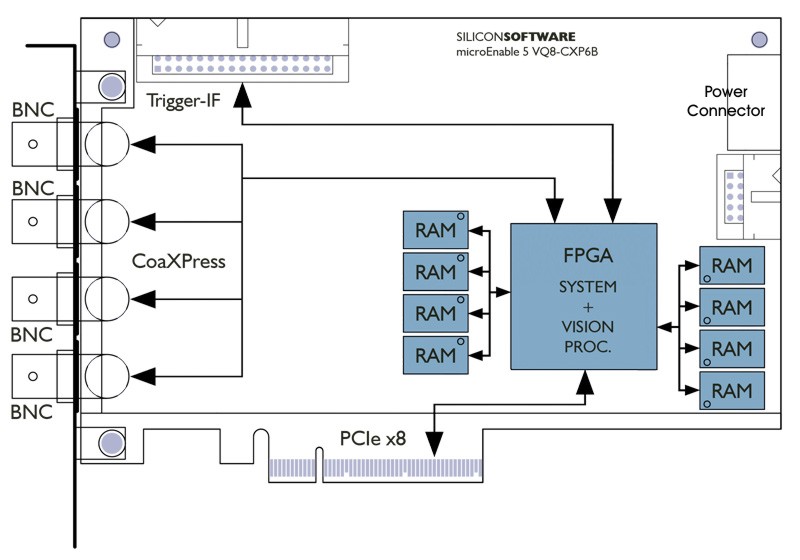 SILICONSOFTWARE
microEnable 5 VQ8-CXP6B
Trigger-IF
Power
Connector
BNC
BNC
CoaXPress
BNC
BNC
RAM
RAM
RAM
RAM
FPGA
SYSTEM
+
VISION
PROC.
RAM
RAM
RAM
RAM
PCIe x8